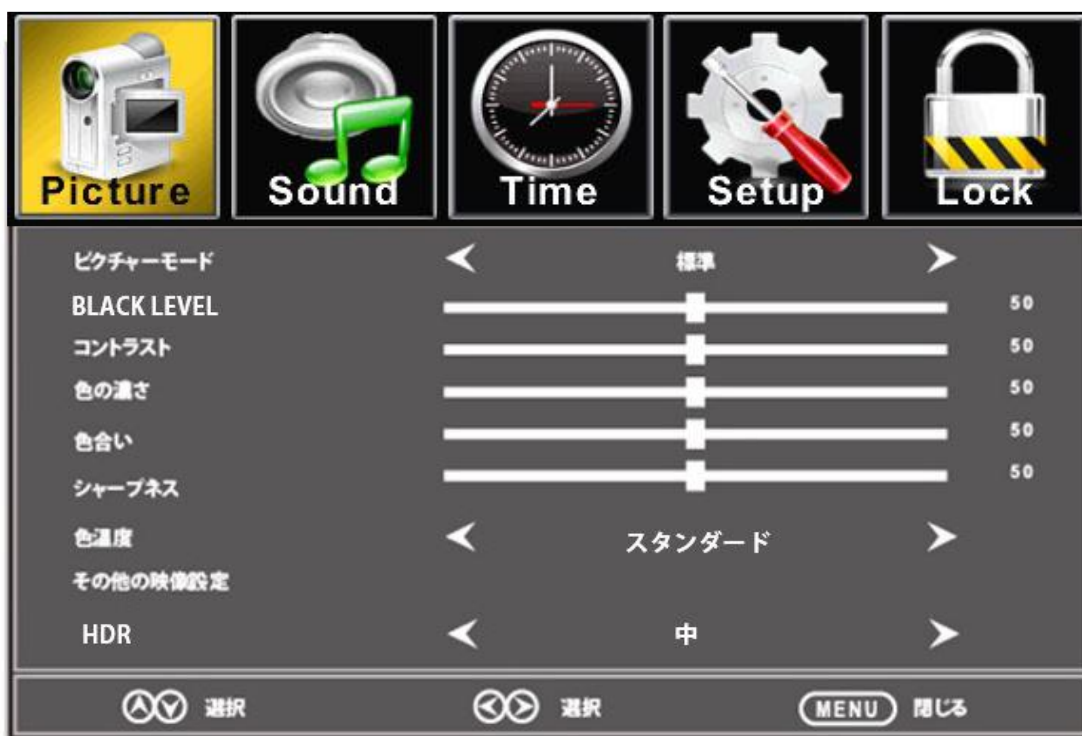 Picture Sound Time Setup Lock
ピクチャーモード 標準
BLACK LEVEL 50
コントラスト 50
色の濃さ 50
色合い 50
シャープネス 50
色温度 スタンダード
その他の映像設定
HDR 中
選択 選択 MENU 閉じる